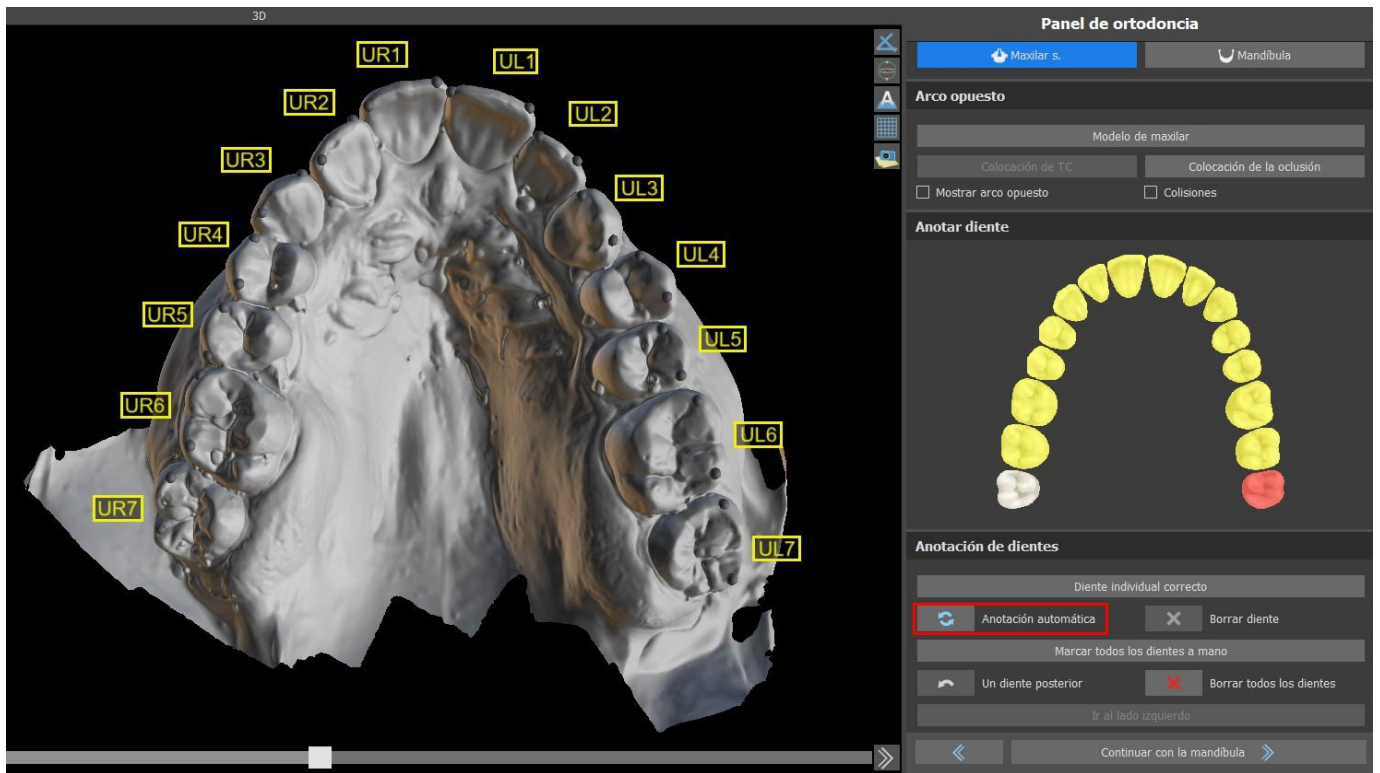 3D
UR1
UL1
UR2
UL2
UR3
UL3
UR4
UL4
UR5
UL5
UR6
UL6
UR7
UL7
Panel de ortodoncia
Maxilar s. Mandíbula
Arco opuesto
Modelo de maxilar
Colocación de TC Colocación de la oclusión
Mostrar arco opuesto Colisiones
Anotar diente
Anotación de dientes
Diente individual correcto
Anotación automática Borrar diente
Marcar todos los dientes a mano
Un diente posterior Borrar todos los dientes
Ir al lado izquierdo
Continuar con la mandíbula